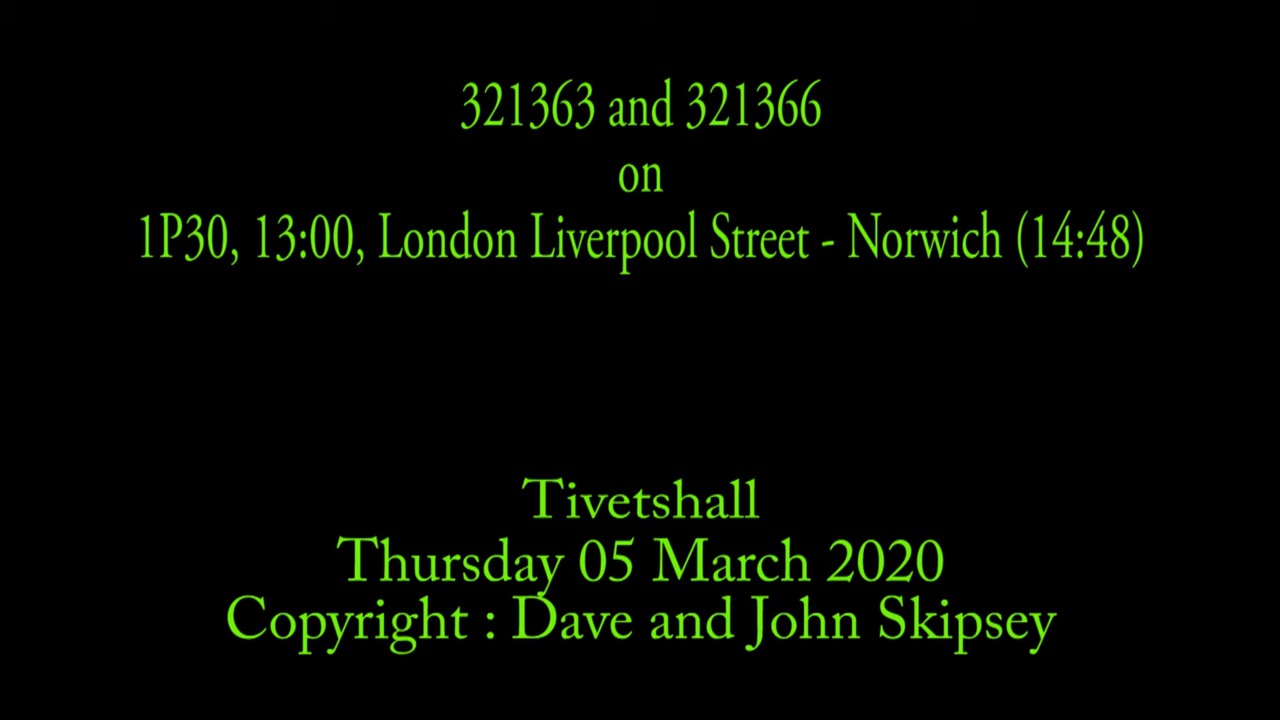 321363 and 321366
on
1P30, 13:00, London Liverpool Street - Norwich (14:48)
Tivetshall
Thursday 05 March 2020
Copyright : Dave and John Skipsey